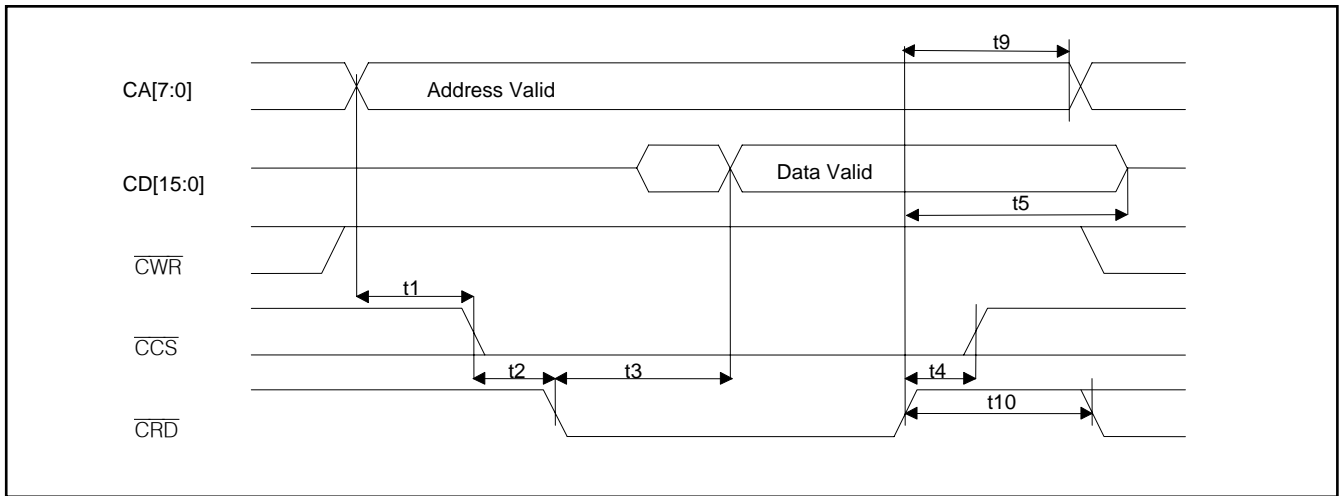 t9
CA[7:0]
Address Valid
CD[15:0]
Data Valid
t5
CWR
t1
CCS
t2
t3
t4
CRD
t10